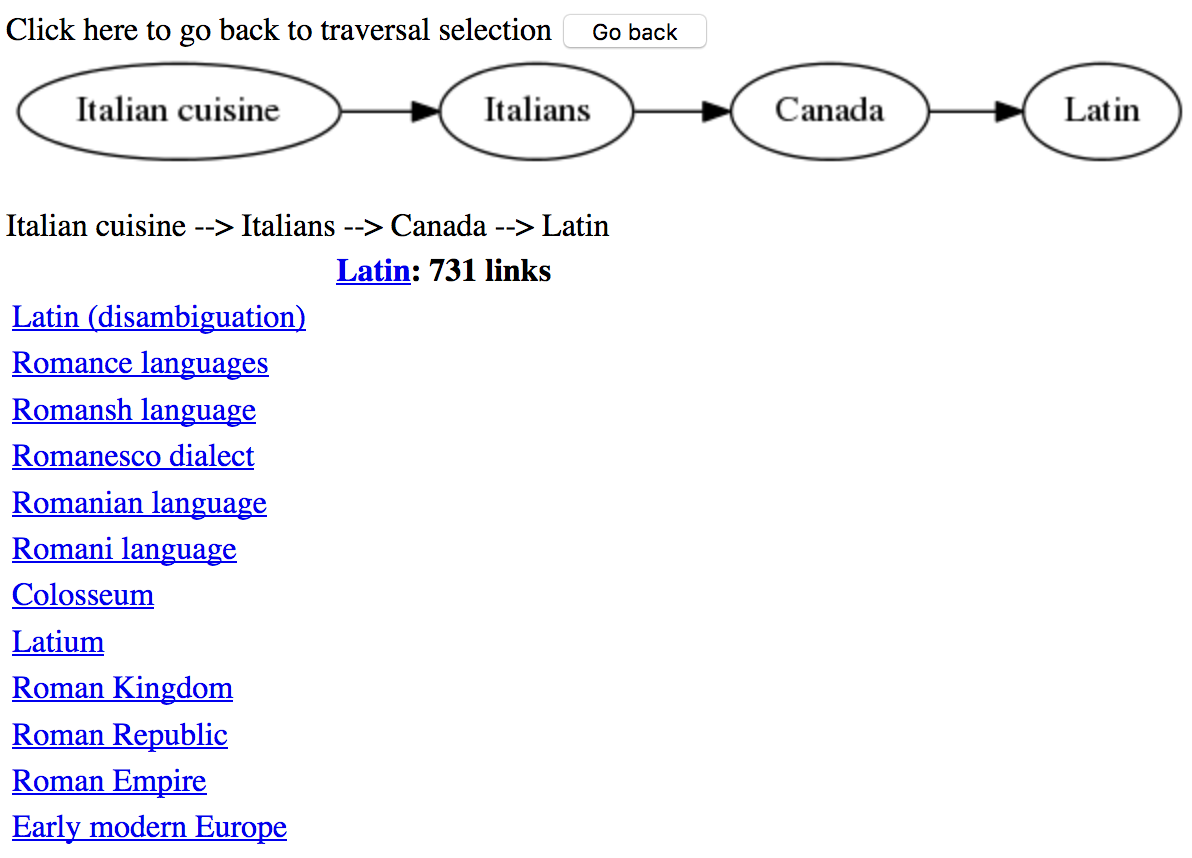 Click here to go back to traversal selection Go back
Italian cuisine Italians Canada Latin
Italian cuisine --> Italians --> Canada --> Latin
Latin: 731 links
Latin (disambiguation)
Romance languages
Romansh language
Romanesco dialect
Romanian language
Romani language
Colosseum
Latium
Roman Kingdom
Roman Republic
Roman Empire
Early modern Europe